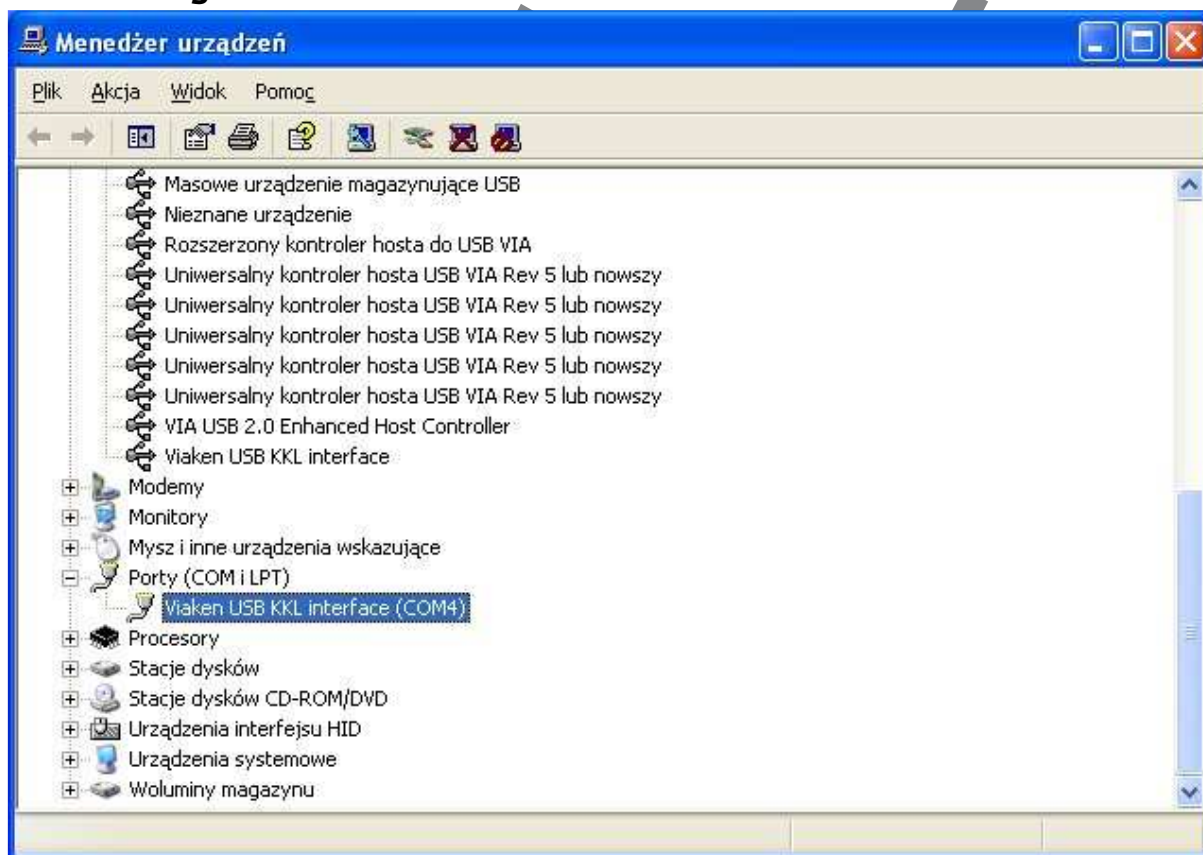 Menedżer urządzeń
Plik Akcja Widok Pomoc
Masowe urządzenie magazynujące USB
Nieznane urządzenie
Rozszerzony kontroler hosta do USB VIA
Uniwersalny kontroler hosta USB VIA Rev 5 lub nowszy
Uniwersalny kontroler hosta USB VIA Rev 5 lub nowszy
Uniwersalny kontroler hosta USB VIA Rev 5 lub nowszy
Uniwersalny kontroler hosta USB VIA Rev 5 lub nowszy
Uniwersalny kontroler hosta USB VIA Rev 5 lub nowszy
VIA USB 2.0 Enhanced Host Controller
Viaken USB KKL interface
Modemy
Monitory
Mysz i inne urządzenia wskazujące
Porty (COM i LPT)
Viaken USB KKL interface (COM4)
Procesory
Stacje dysków
Stacje dysków CD-ROM/DVD
Urządzenia interfejsu HID
Urządzenia systemowe
Woluminy magazynu